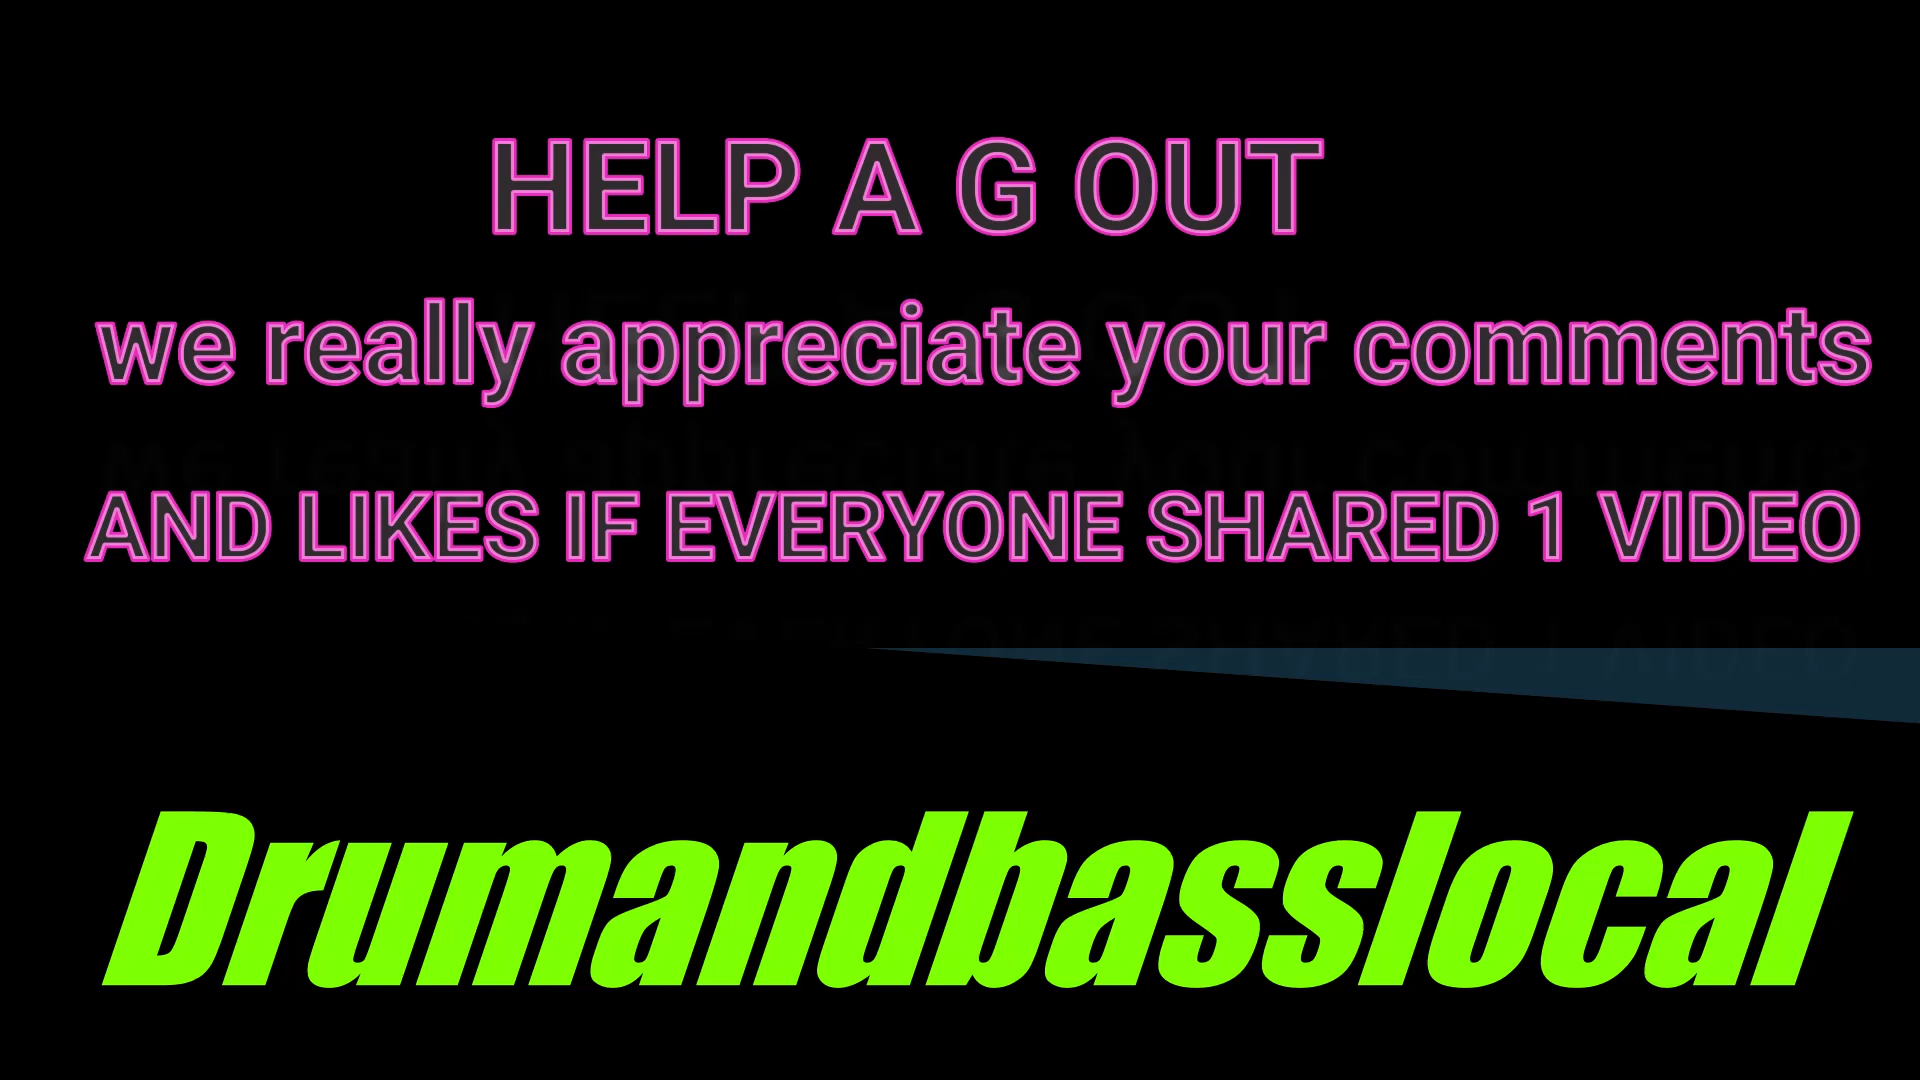 HELP A G OUT
we really appreciate your comments
AND LIKES IF EVERYONE SHARED 1 VIDEO
Drumandbasslocal